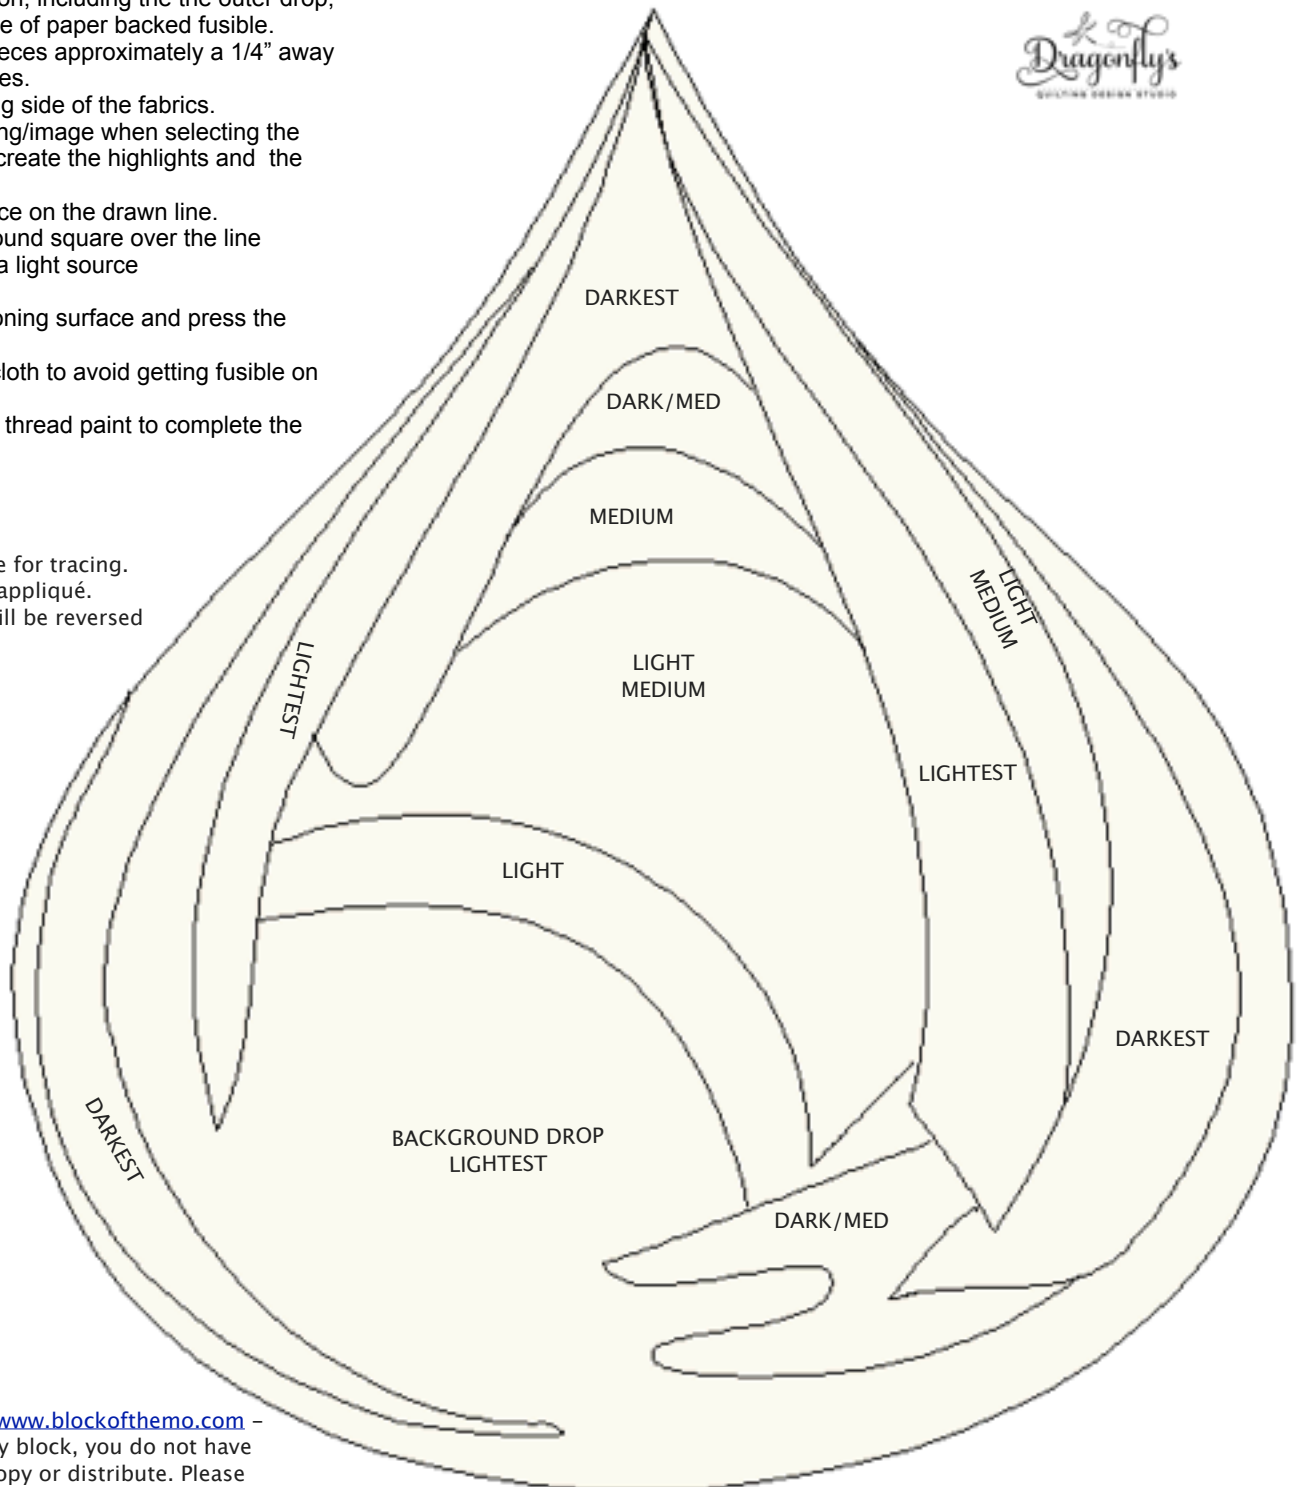 on, including the the outer drop,
e of paper backed fusible.
eces approximately a 1/4” away
es.
g side of the fabrics.
ng/image when selecting the
create the highlights and  the
ce on the drawn line.
ound square over the line
a light source
oning surface and press the
cloth to avoid getting fusible on
thread paint to complete the
e for tracing.
appliqué.
ill be reversed
Dragonfly's
QUILTING DESIGN STUDIO
DARKEST
DARK/MED
MEDIUM
LIGHT
MEDIUM
LIGHT
MEDIUM
LIGHTEST
LIGHTEST
LIGHT
DARKEST
DARKEST
BACKGROUND DROP
LIGHTEST
DARK/MED
www.blockofthemo.com –
y block, you do not have
opy or distribute. Please